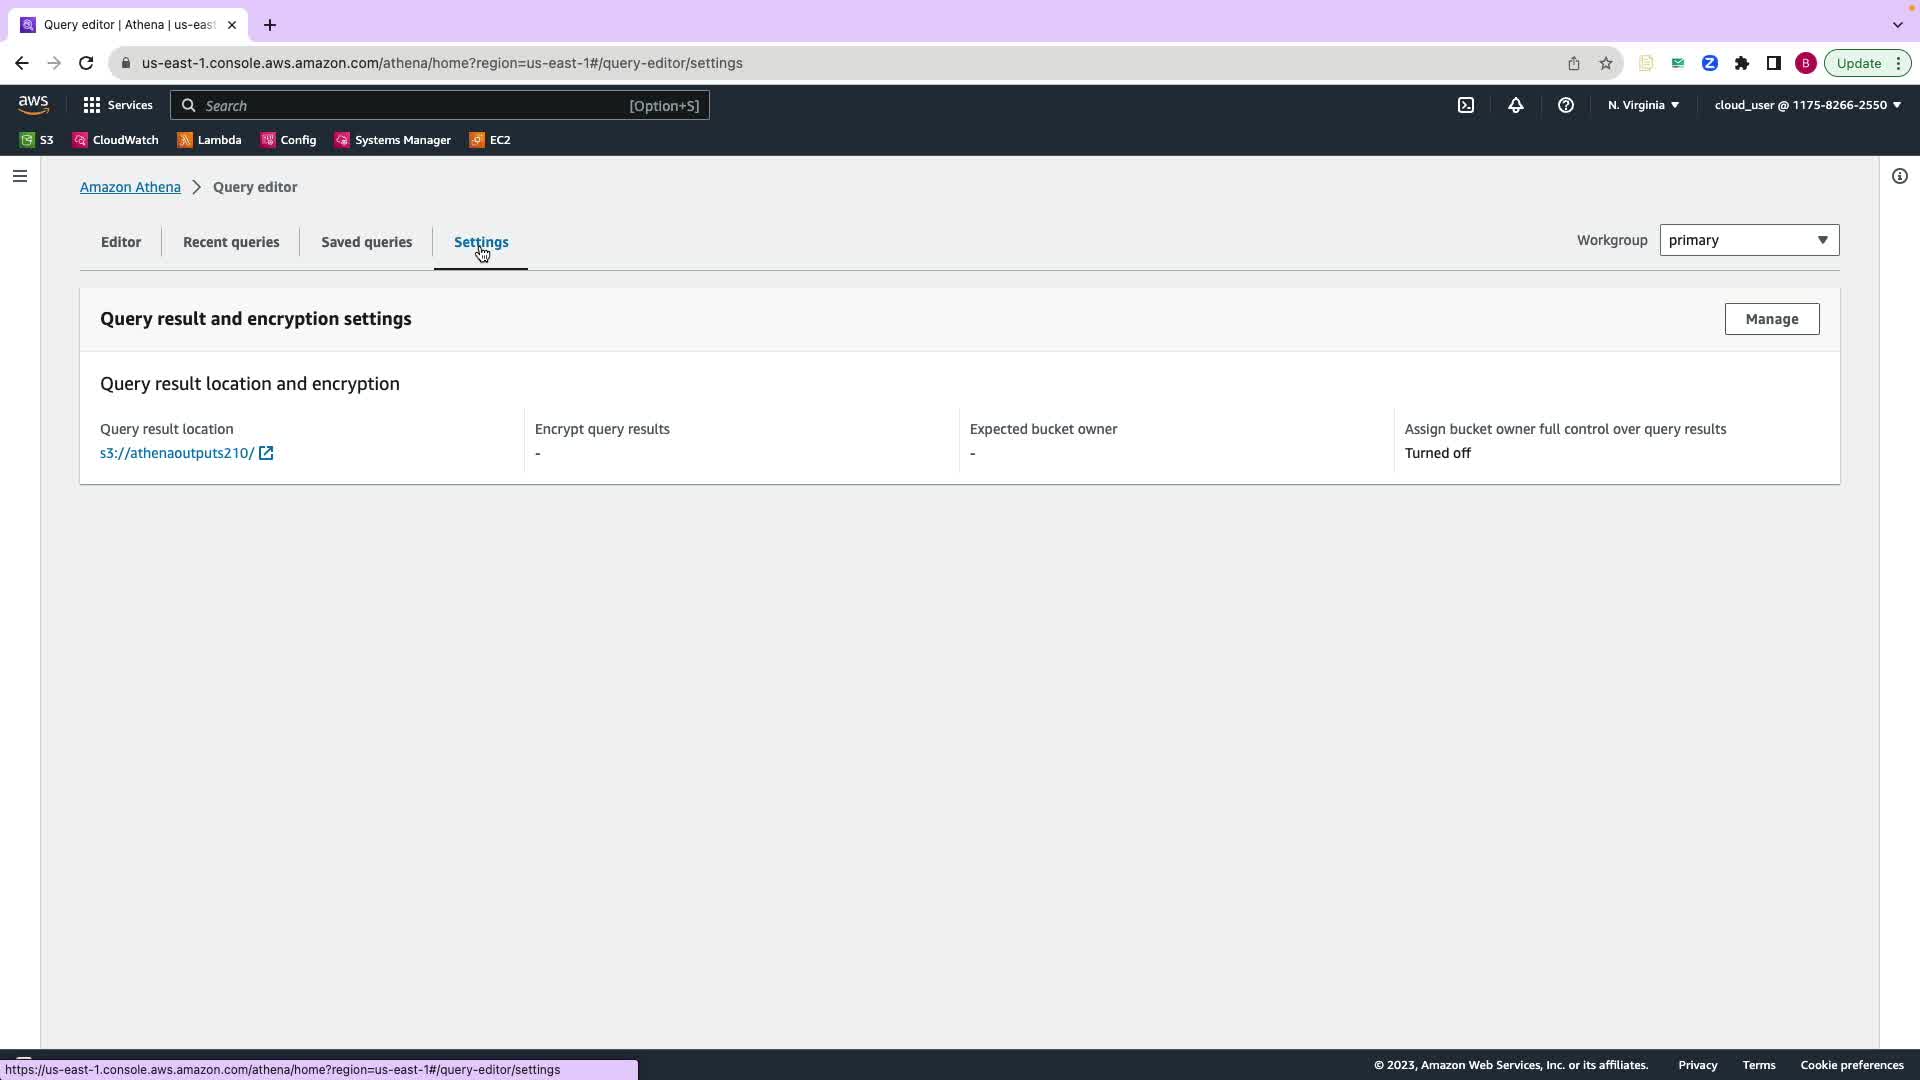 Query editor | Athena | us-east
us-east-1.console.aws.amazon.com/athena/home?region=us-east-1#/query-editor/settings
B
Update
aws
Services
Search
[Option+S]
N. Virginia
cloud_user @ 1175-8266-2550
S3
CloudWatch
Lambda
Config
Systems Manager
EC2
Amazon Athena
Query editor
Editor
Recent queries
Saved queries
Settings
Workgroup
primary
Query result and encryption settings
Manage
Query result location and encryption
Query result location
s3://athenaoutputs210/
Encrypt query results
-
Expected bucket owner
-
Assign bucket owner full control over query results
Turned off
https://us-east-1.console.aws.amazon.com/athena/home?region=us-east-1#/query-editor/settings
© 2023, Amazon Web Services, Inc. or its affiliates.
Privacy
Terms
Cookie preferences